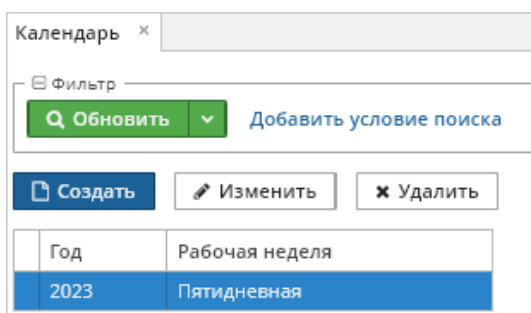 Календарь
Фильтр
Обновить Добавить условие поиска
Создать Изменить Удалить
Год Рабочая неделя
2023 Пятидневная